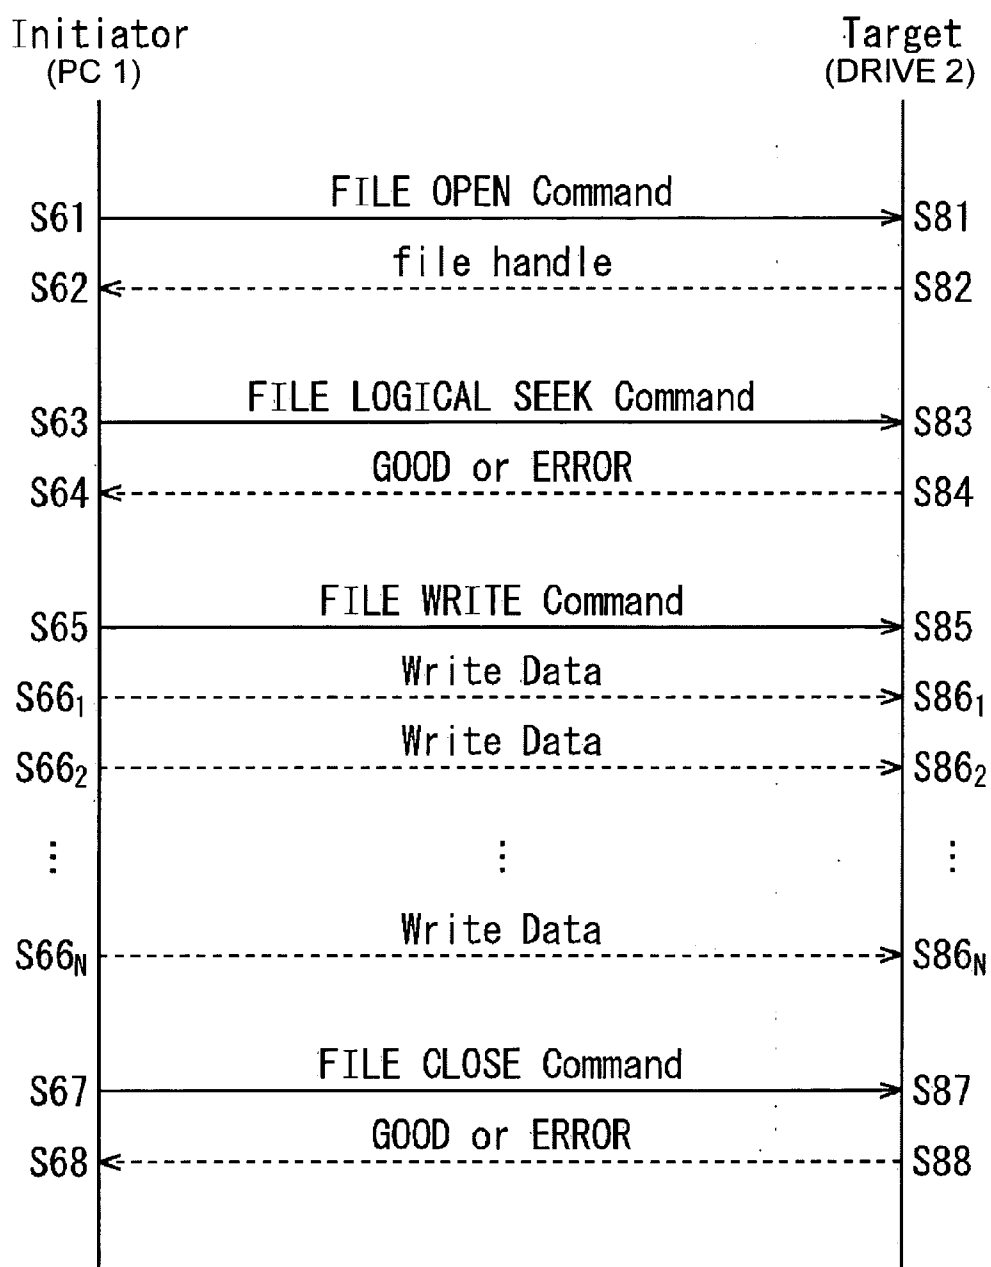 Initiator Target
(PC 1) (DRIVE 2)
FILE OPEN Command
S61 S81
file handle
S62 S82
FILE LOGICAL SEEK Command
S63 S83
GOOD or ERROR
S64 S84
FILE WRITE Command
S65 S85
Write Data
S66₁ S86₁
Write Data
S66₂ S86₂
⋮ ⋮ ⋮
Write Data
S66N S86N
FILE CLOSE Command
S67 S87
GOOD or ERROR
S68 S88